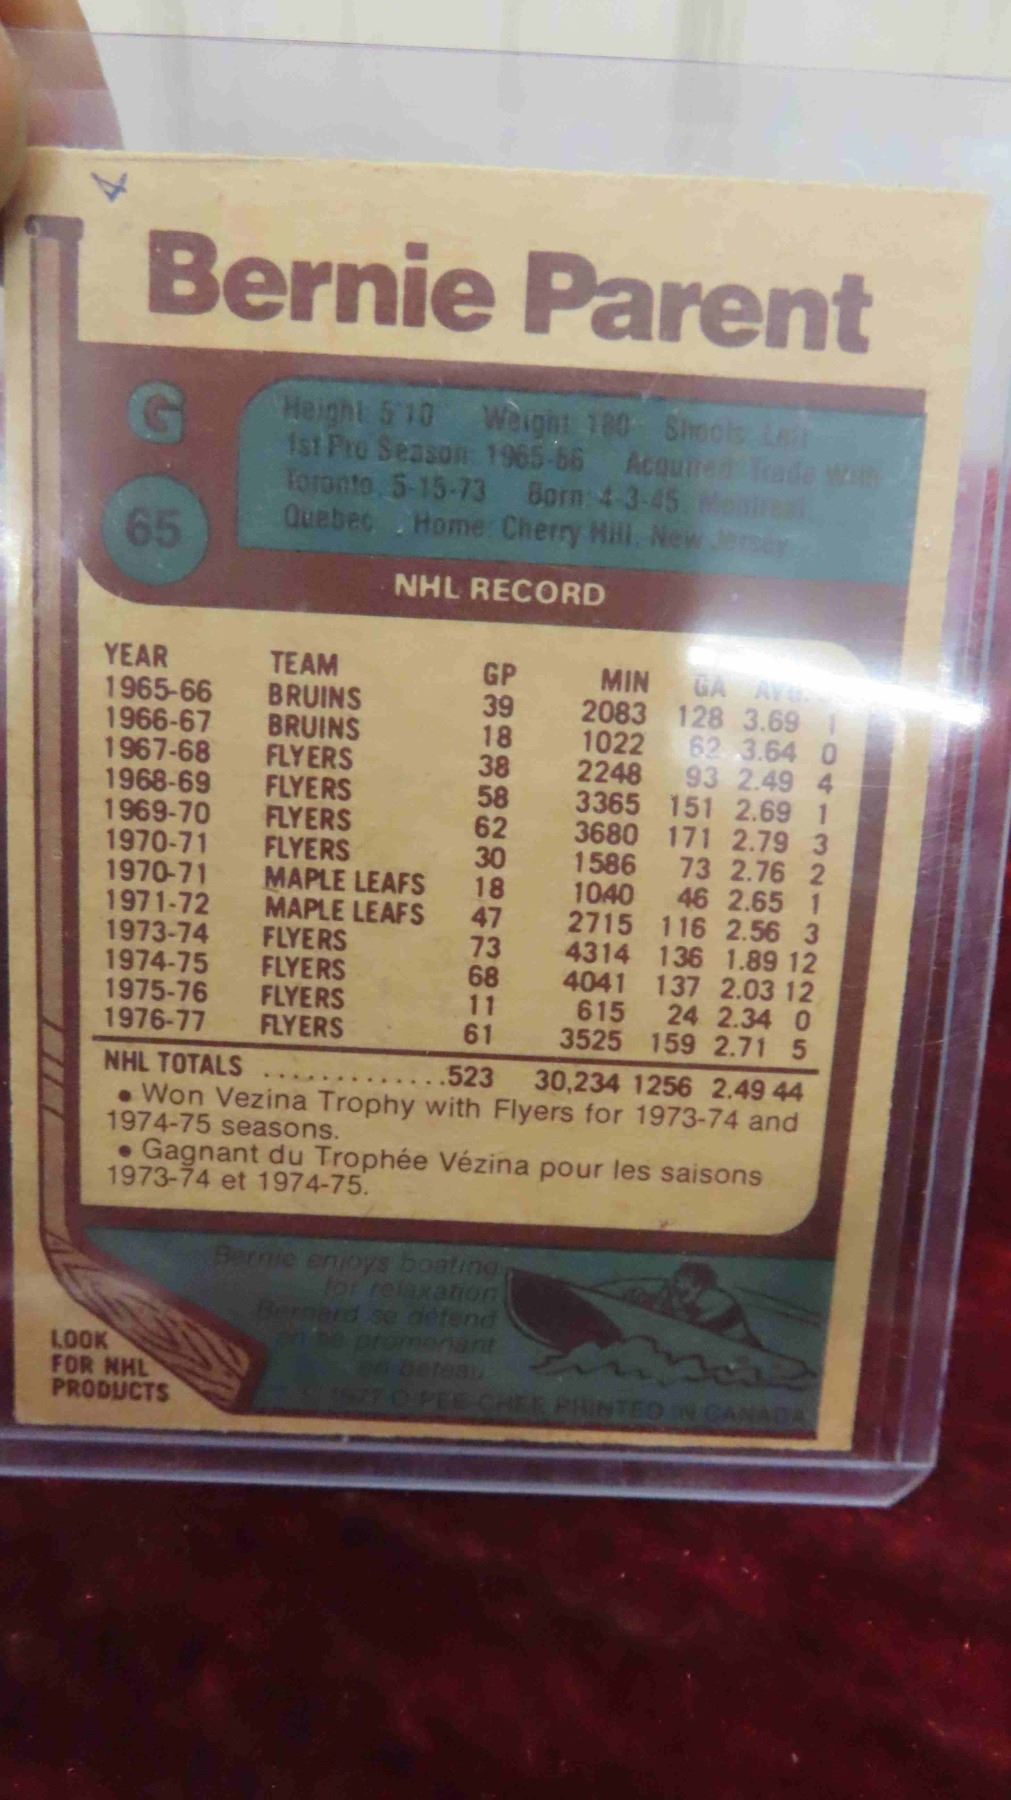 Bernie Parent
G
65
Height: 5'10 Weight: 180 Shoots: Left
1st Pro Season: 1965-66 Acquired: Trade With
Toronto, 5-15-73 Born: 4-3-45, Montreal,
Quebec Home: Cherry Hill, New Jersey
NHL RECORD
YEAR TEAM GP MIN GA AVG.
1965-66 BRUINS 39 2083 128 3.69 1
1966-67 BRUINS 18 1022 62 3.64 0
1967-68 FLYERS 38 2248 93 2.49 4
1968-69 FLYERS 58 3365 151 2.69 1
1969-70 FLYERS 62 3680 171 2.79 3
1970-71 FLYERS 30 1586 73 2.76 2
1970-71 MAPLE LEAFS 18 1040 46 2.65 1
1971-72 MAPLE LEAFS 47 2715 116 2.56 3
1973-74 FLYERS 73 4314 136 1.89 12
1974-75 FLYERS 68 4041 137 2.03 12
1975-76 FLYERS 11 615 24 2.34 0
1976-77 FLYERS 61 3525 159 2.71 5
NHL TOTALS .............523 30,234 1256 2.49 44
• Won Vezina Trophy with Flyers for 1973-74 and
1974-75 seasons.
• Gagnant du Trophée Vézina pour les saisons
1973-74 et 1974-75.
Bernie enjoys boating
for relaxation
Bernard se détend
en se promenant
en bateau
© 1977 O-PEE-CHEE PRINTED IN CANADA
LOOK
FOR NHL
PRODUCTS